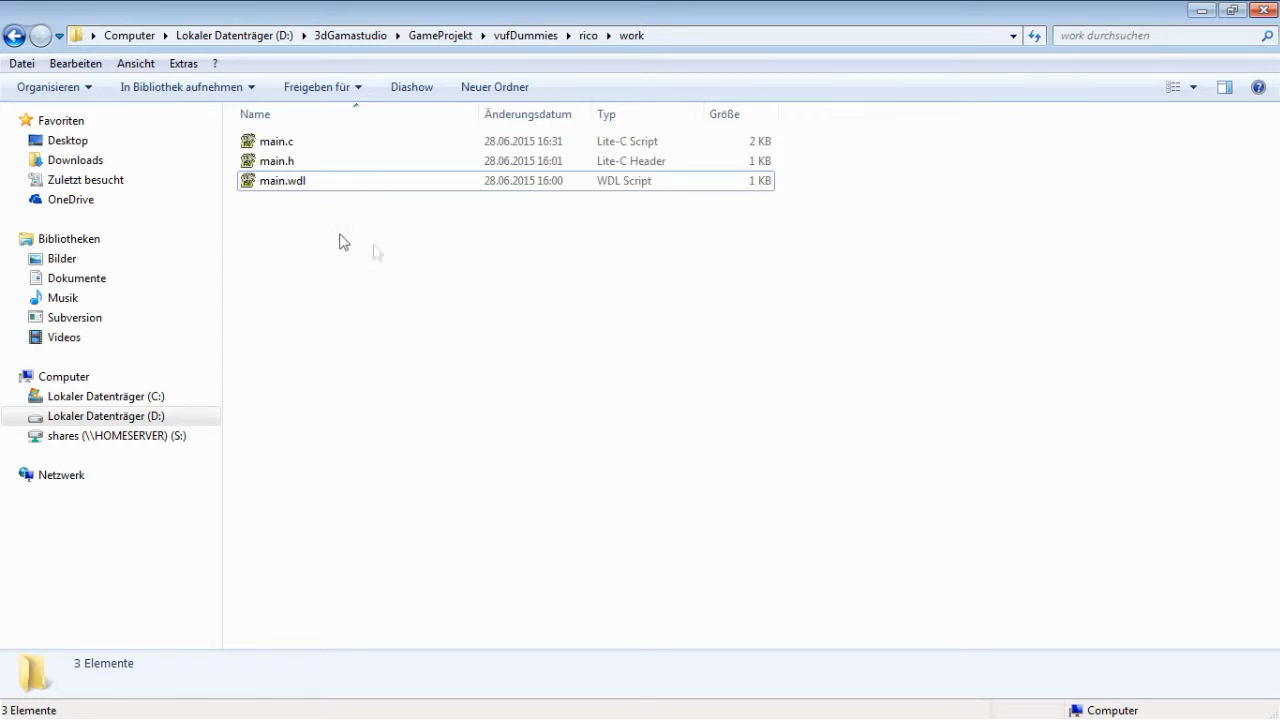 Computer Lokaler Datenträger (D:) 3dGamastudio GameProjekt vufDummies rico work work durchsuchen
Datei Bearbeiten Ansicht Extras ?
Organisieren In Bibliothek aufnehmen Freigeben für Diashow Neuer Ordner
Favoriten
Desktop
Downloads
Zuletzt besucht
OneDrive
Bibliotheken
Bilder
Dokumente
Musik
Subversion
Videos
Computer
Lokaler Datenträger (C:)
Lokaler Datenträger (D:)
shares (\\HOMESERVER) (S:)
Netzwerk
Name Änderungsdatum Typ Größe
main.c 28.06.2015 16:31 Lite-C Script 2 KB
main.h 28.06.2015 16:01 Lite-C Header 1 KB
main.wdl 28.06.2015 16:00 WDL Script 1 KB
3 Elemente
3 Elemente Computer